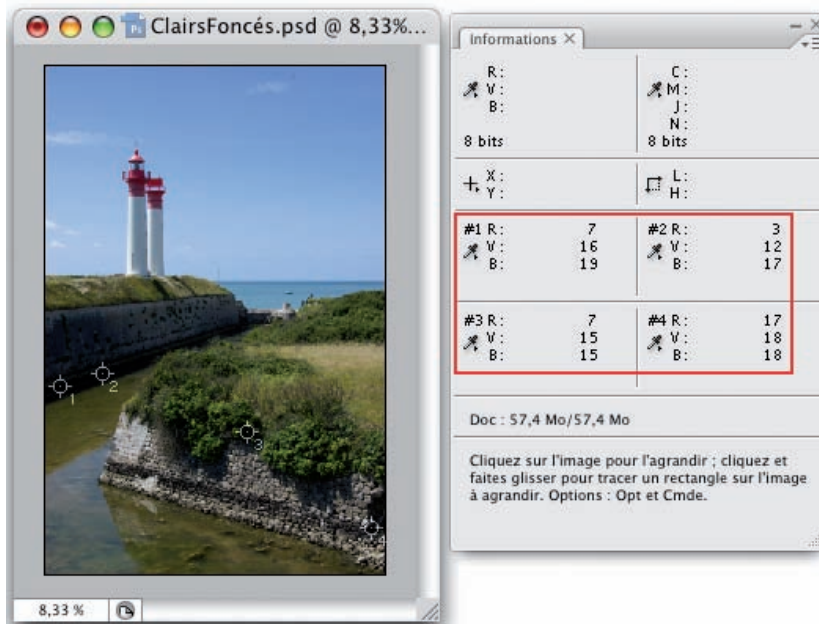 ClairsFoncés.psd @ 8,33%...
1
2
3
4
8,33 %
Informations ×
R :
V :
B :
8 bits
C :
M :
J :
N :
8 bits
X :
Y :
L :
H :
#1 R : 7
V : 16
B : 19
#2 R : 3
V : 12
B : 17
#3 R : 7
V : 15
B : 15
#4 R : 17
V : 18
B : 18
Doc : 57,4 Mo/57,4 Mo
Cliquez sur l'image pour l'agrandir ; cliquez et
faites glisser pour tracer un rectangle sur l'image
à agrandir. Options : Opt et Cmde.